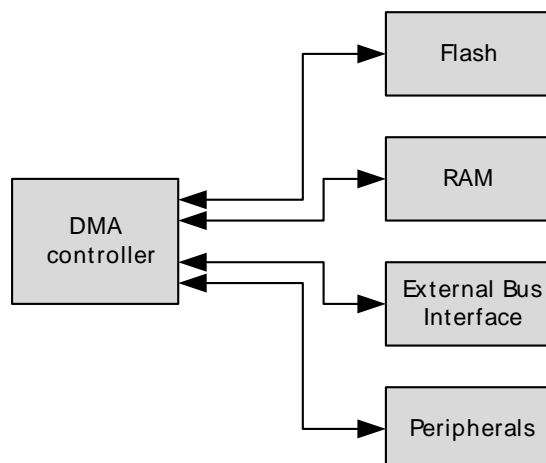 Flash
RAM
DMA
controller
External Bus
Interface
Peripherals